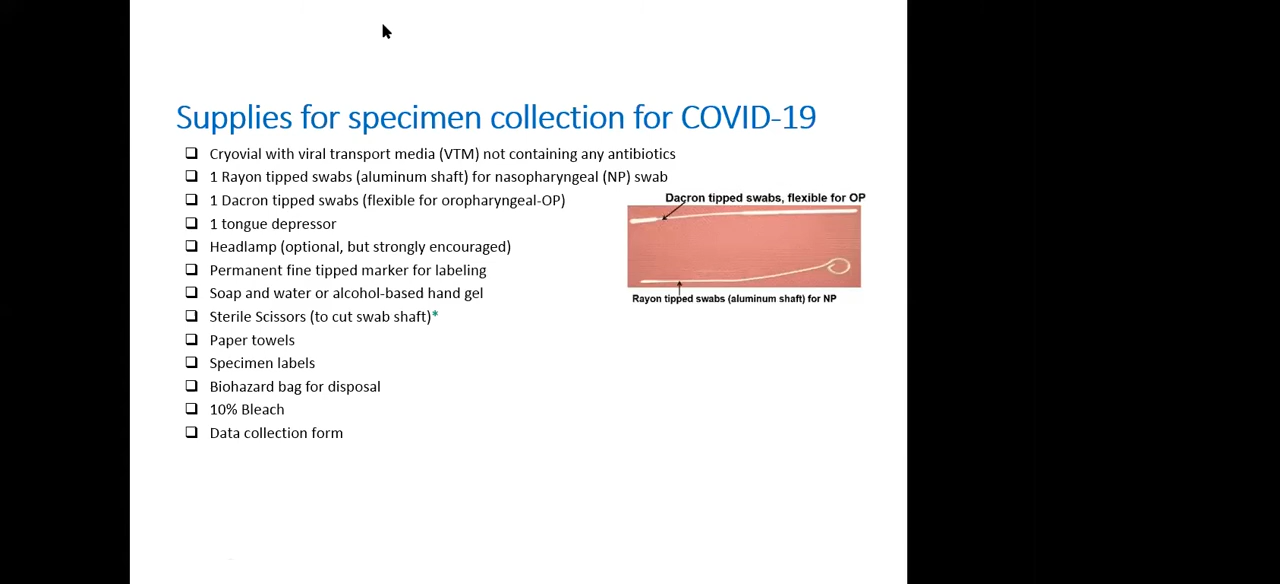 Supplies for specimen collection for COVID-19
Cryovial with viral transport media (VTM) not containing any antibiotics
1 Rayon tipped swabs (aluminum shaft) for nasopharyngeal (NP) swab
1 Dacron tipped swabs (flexible for oropharyngeal-OP)
1 tongue depressor
Headlamp (optional, but strongly encouraged)
Permanent fine tipped marker for labeling
Soap and water or alcohol-based hand gel
Sterile Scissors (to cut swab shaft)*
Paper towels
Specimen labels
Biohazard bag for disposal
10% Bleach
Data collection form
Dacron tipped swabs, flexible for OP
Rayon tipped swabs (aluminum shaft) for NP